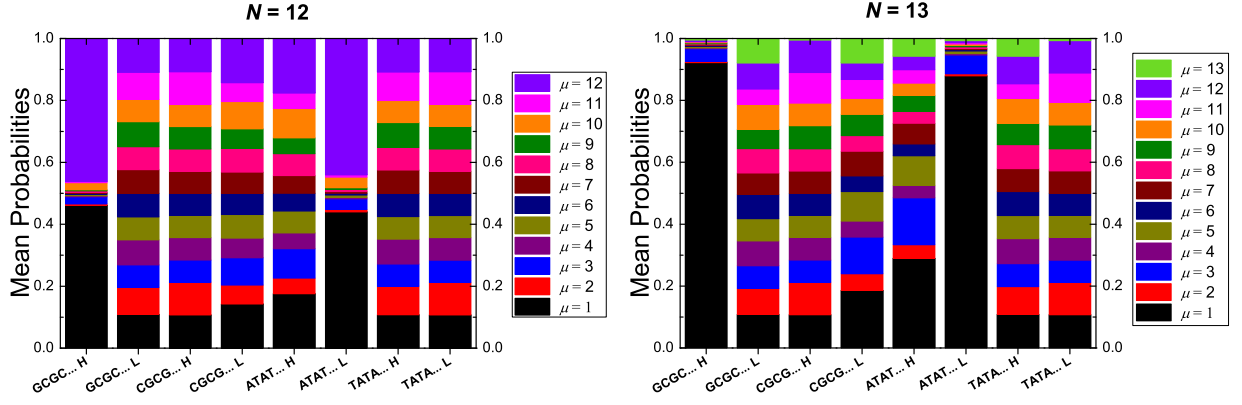 N = 12
Mean Probabilities
1.0
0.8
0.6
0.4
0.2
0.0
1.0
0.8
0.6
0.4
0.2
0.0
GCGC... H
GCGC... L
CGCG... H
CGCG... L
ATAT... H
ATAT... L
TATA... H
TATA... L
μ = 12
μ = 11
μ = 10
μ = 9
μ = 8
μ = 7
μ = 6
μ = 5
μ = 4
μ = 3
μ = 2
μ = 1
N = 13
Mean Probabilities
1.0
0.8
0.6
0.4
0.2
0.0
1.0
0.8
0.6
0.4
0.2
0.0
GCGC... H
GCGC... L
CGCG... H
CGCG... L
ATAT... H
ATAT... L
TATA... H
TATA... L
μ = 13
μ = 12
μ = 11
μ = 10
μ = 9
μ = 8
μ = 7
μ = 6
μ = 5
μ = 4
μ = 3
μ = 2
μ = 1